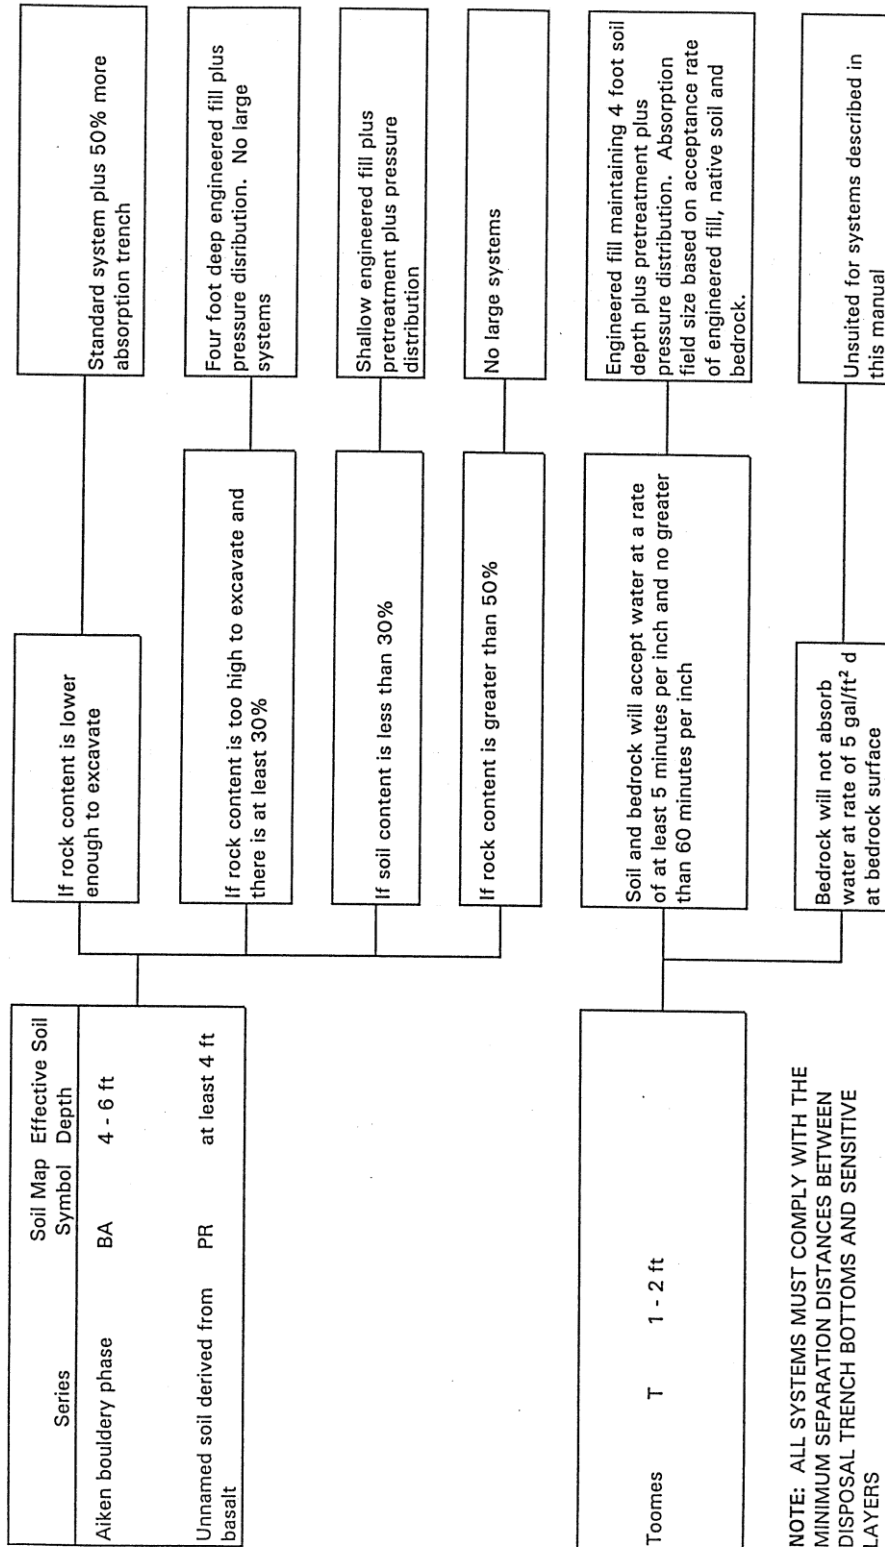 Series
Soil Map
Symbol
Effective Soil
Depth
Aiken bouldery phase
BA
4 - 6 ft
Unnamed soil derived from
basalt
PR
at least 4 ft
If rock content is lower
enough to excavate
Standard system plus 50% more
absorption trench
If rock content is too high to excavate and
there is at least 30%
Four foot deep engineered fill plus
pressure disribution. No large
systems
If soil content is less than 30%
Shallow engineered fill plus
pretreatment plus pressure
distribution
If rock content is greater than 50%
No large systems
Toomes
T
1 - 2 ft
Soil and bedrock will accept water at a rate
of at least 5 minutes per inch and no greater
than 60 minutes per inch
Engineered fill maintaining 4 foot soil
depth plus pretreatment plus
pressure distribution. Absorption
field size based on acceptance rate
of engineered fill, native soil and
bedrock.
Bedrock will not absorb
water at rate of 5 gal/ft² d
at bedrock surface
Unsuited for systems described in
this manual
NOTE: ALL SYSTEMS MUST COMPLY WITH THE
MINIMUM SEPARATION DISTANCES BETWEEN
DISPOSAL TRENCH BOTTOMS AND SENSITIVE
LAYERS